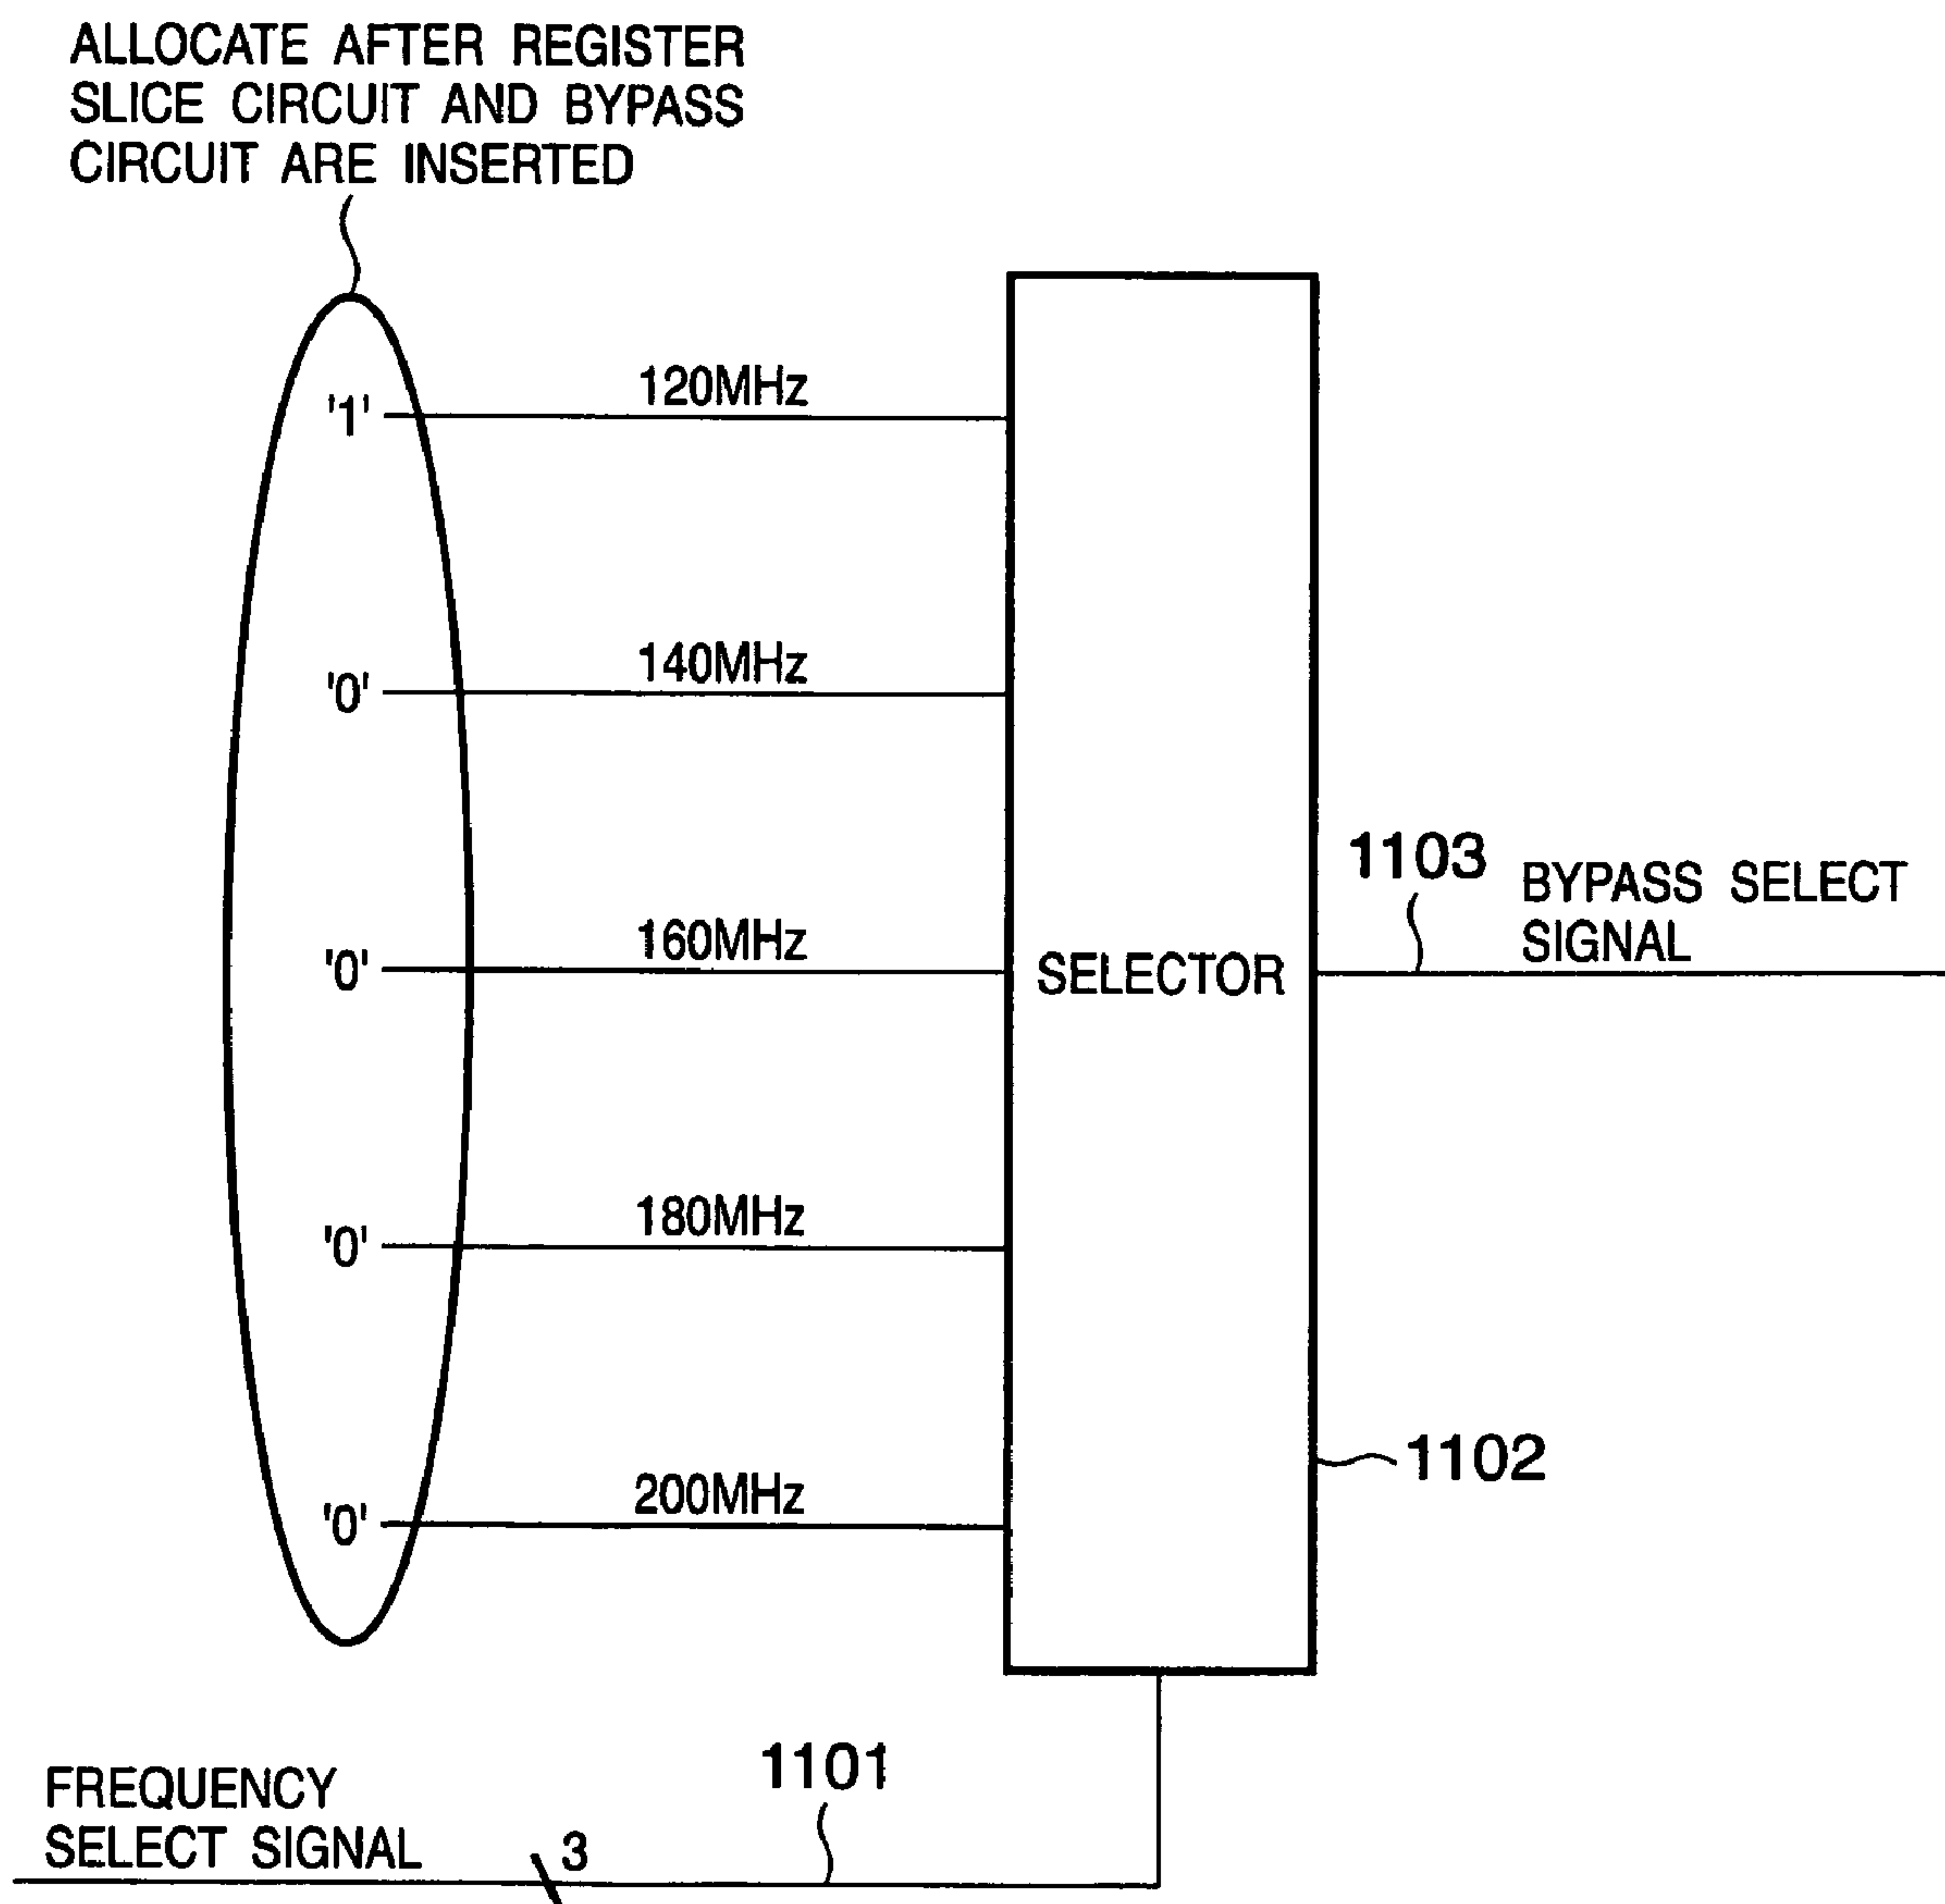 ALLOCATE AFTER REGISTER
SLICE CIRCUIT AND BYPASS
CIRCUIT ARE INSERTED
'1' 120MHz
'0' 140MHz
'0' 160MHz
'0' 180MHz
'0' 200MHz
SELECTOR
1103
BYPASS SELECT
SIGNAL
1102
1101
FREQUENCY
SELECT SIGNAL
3